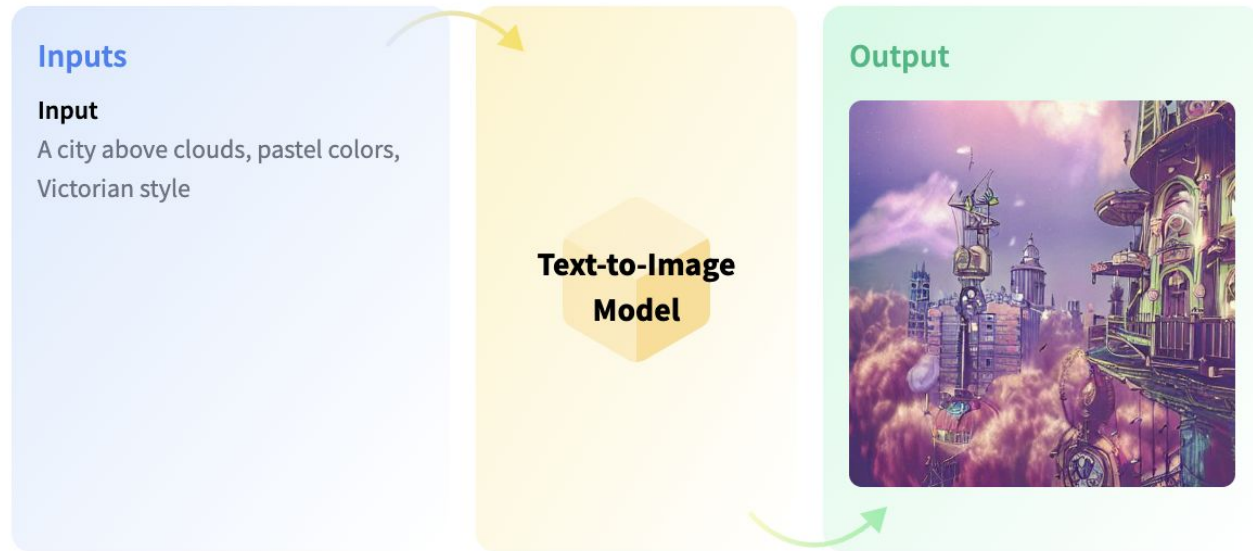 Inputs
Input
A city above clouds, pastel colors,
Victorian style
Text-to-Image
Model
Output